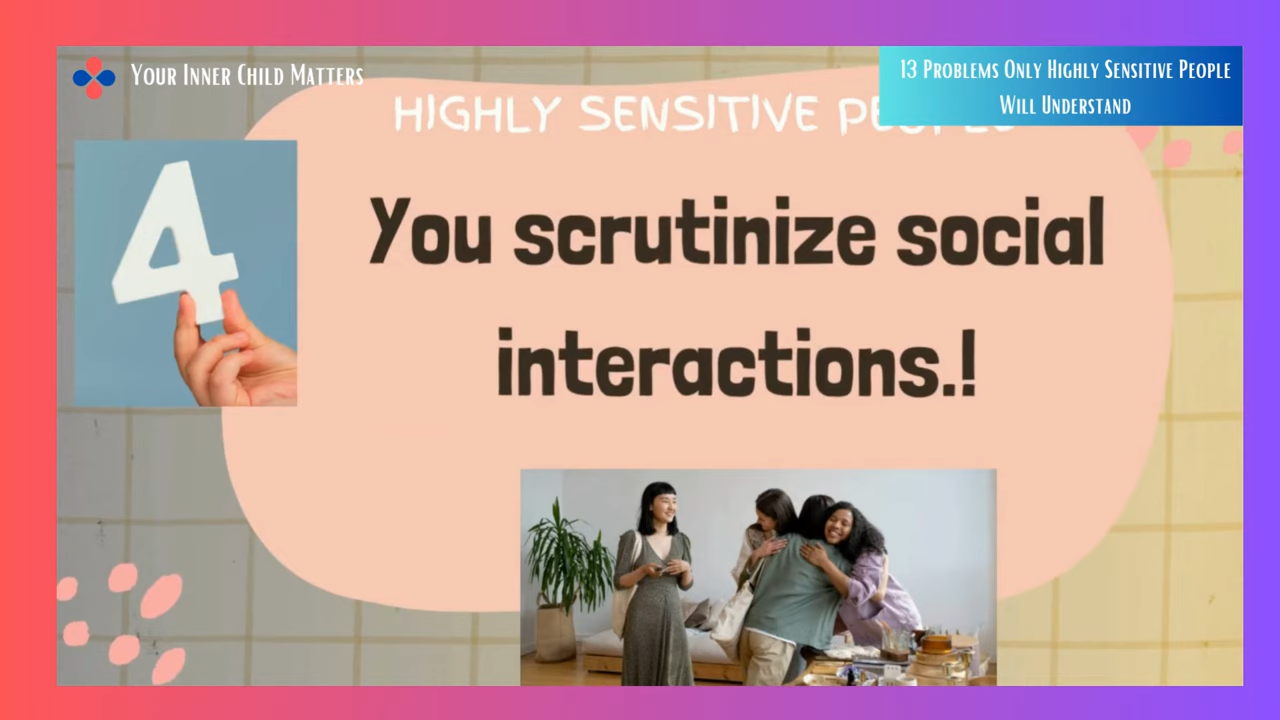 Your Inner Child Matters
13 Problems Only Highly Sensitive People
Will Understand
HIGHLY SENSITIVE
4
You scrutinize social
interactions.!